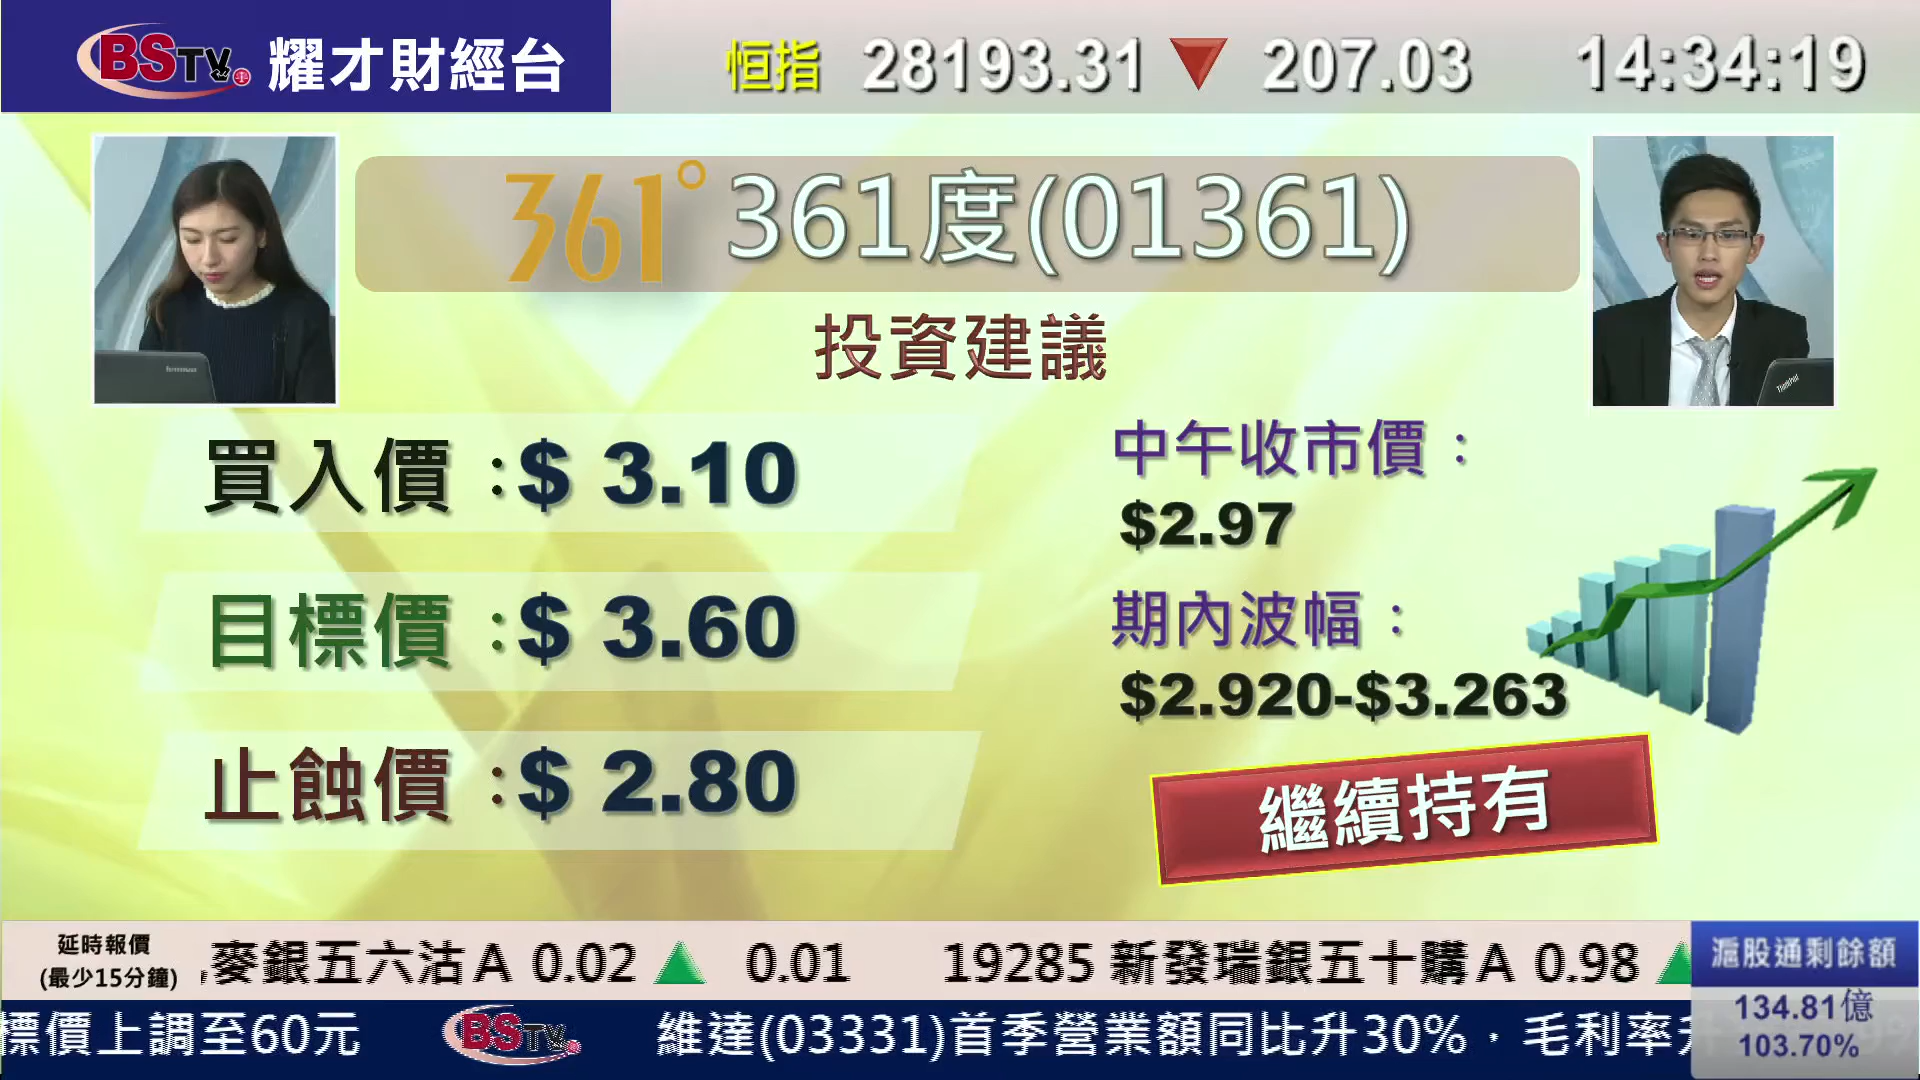 BSTV 耀才財經台
恒指 28193.31 ▼ 207.03 14:34:19
361° 361度(01361)
投資建議
買入價 :$ 3.10
目標價 :$ 3.60
止蝕價 :$ 2.80
中午收市價：
$2.97
期內波幅：
$2.920-$3.263
繼續持有
lenovo
ThinkPad
延時報價
(最少15分鐘)
麥銀五六沽A 0.02 ▲ 0.01 19285 新發瑞銀五十購A 0.98 ▲
標價上調至60元 BSTV 維達(03331)首季營業額同比升30%，毛利率
滬股通剩餘額
134.81億
103.70%